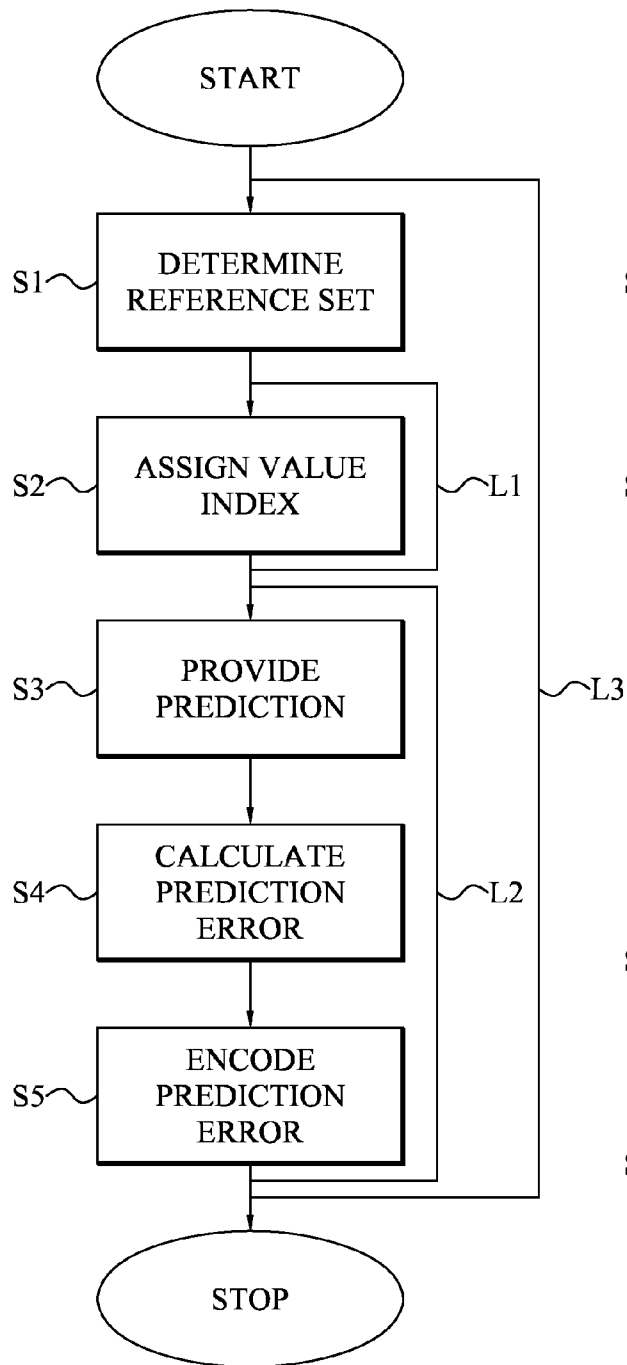 START
S1
DETERMINE
REFERENCE SET
S2
ASSIGN VALUE
INDEX
L1
S3
PROVIDE
PREDICTION
L3
S4
CALCULATE
PREDICTION
ERROR
L2
S5
ENCODE
PREDICTION
ERROR
STOP